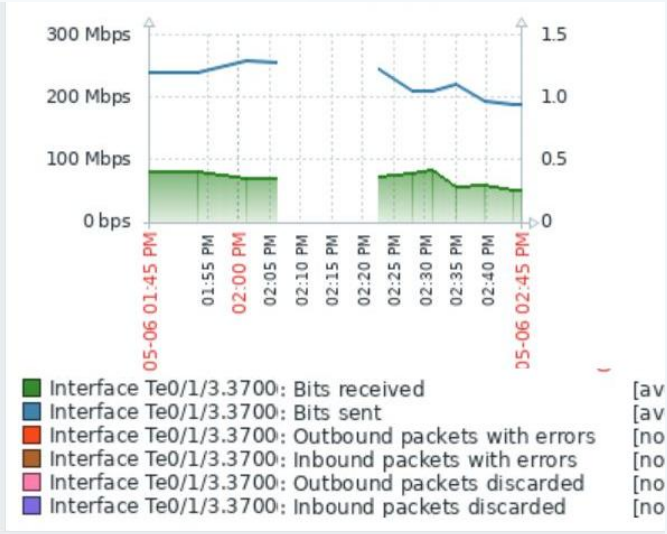 300 Mbps
200 Mbps
100 Mbps
0 bps
1.5
1.0
0.5
0
05-06 01:45 PM
01:55 PM
02:00 PM
02:05 PM
02:10 PM
02:15 PM
02:20 PM
02:25 PM
02:30 PM
02:35 PM
02:40 PM
05-06 02:45 PM
Interface Te0/1/3.3700: Bits received [av
Interface Te0/1/3.3700: Bits sent [av
Interface Te0/1/3.3700: Outbound packets with errors [no
Interface Te0/1/3.3700: Inbound packets with errors [no
Interface Te0/1/3.3700: Outbound packets discarded [no
Interface Te0/1/3.3700: Inbound packets discarded [no